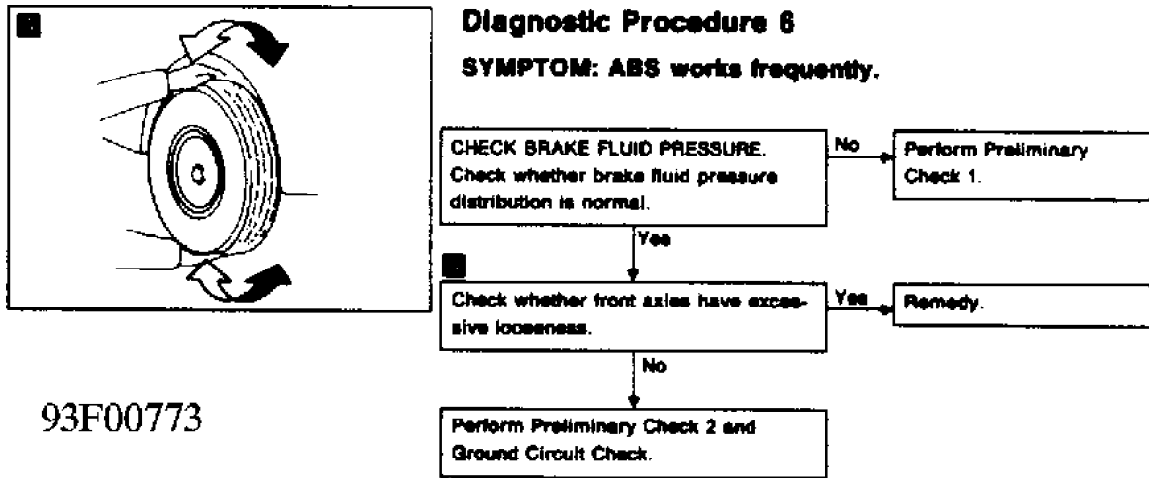 Diagnostic Procedure 6
SYMPTOM: ABS works frequently.
CHECK BRAKE FLUID PRESSURE.
Check whether brake fluid pressure
distribution is normal.
No
Perform Preliminary
Check 1.
Yes
Check whether front axles have exces-
sive looseness.
Yes
Remedy.
No
Perform Preliminary Check 2 and
Ground Circuit Check.
93F00773